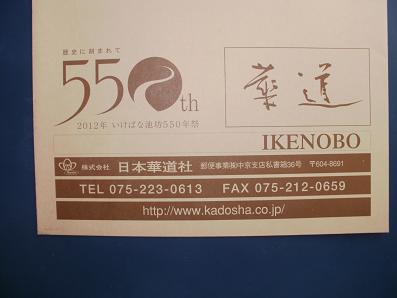 歴史に刻まれて
550th
2012年 いけばな池坊550年祭
華道
IKENOBO
株式会社 日本華道社 郵便事業㈱中京支店私書箱36号 〒604-8691
TEL 075-223-0613 FAX 075-212-0659
http://www.kadosha.co.jp/